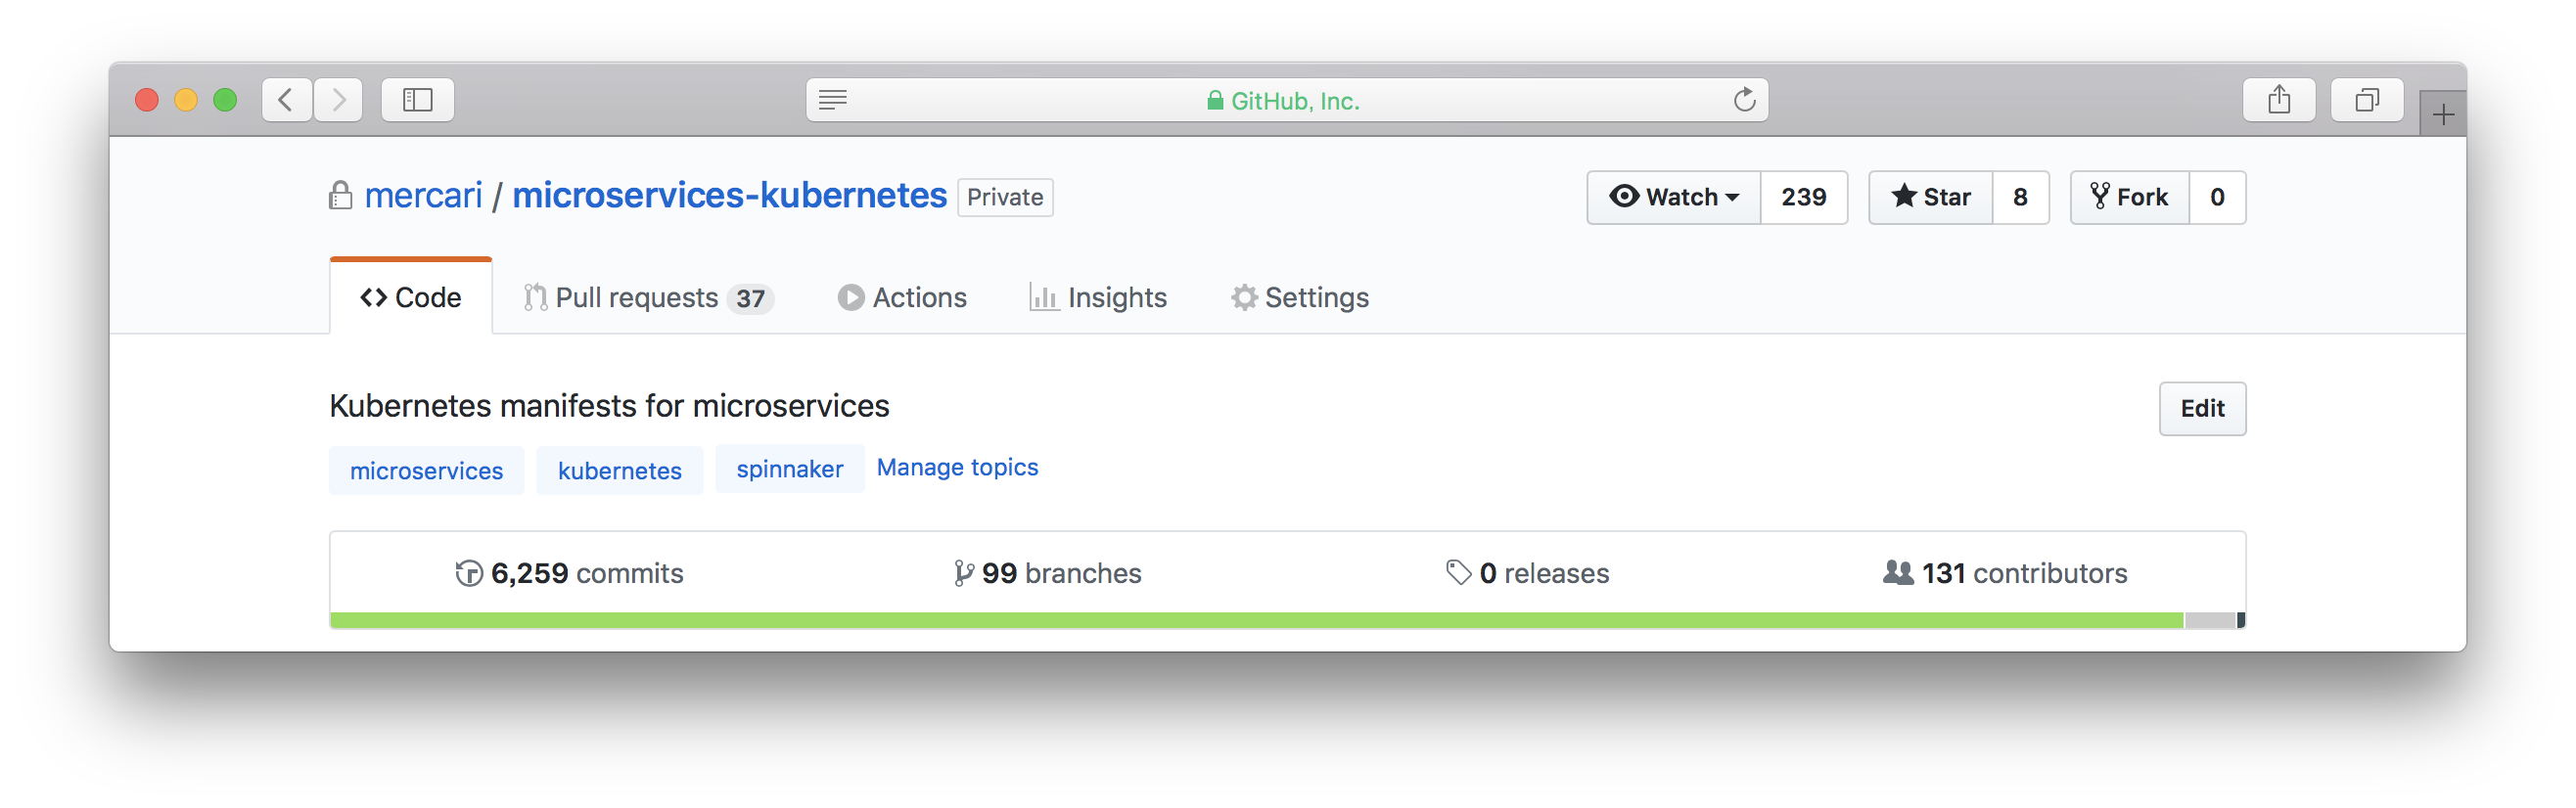 GitHub, Inc.
mercari / microservices-kubernetes Private Watch 239 Star 8 Fork 0
Code Pull requests 37 Actions Insights Settings
Kubernetes manifests for microservices Edit
microservices kubernetes spinnaker Manage topics
6,259 commits 99 branches 0 releases 131 contributors